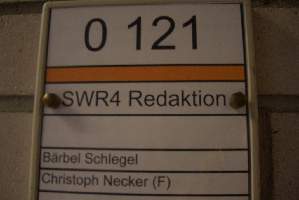 0 121
SWR4 Redaktion
Bärbel Schlegel
Christoph Necker (F)